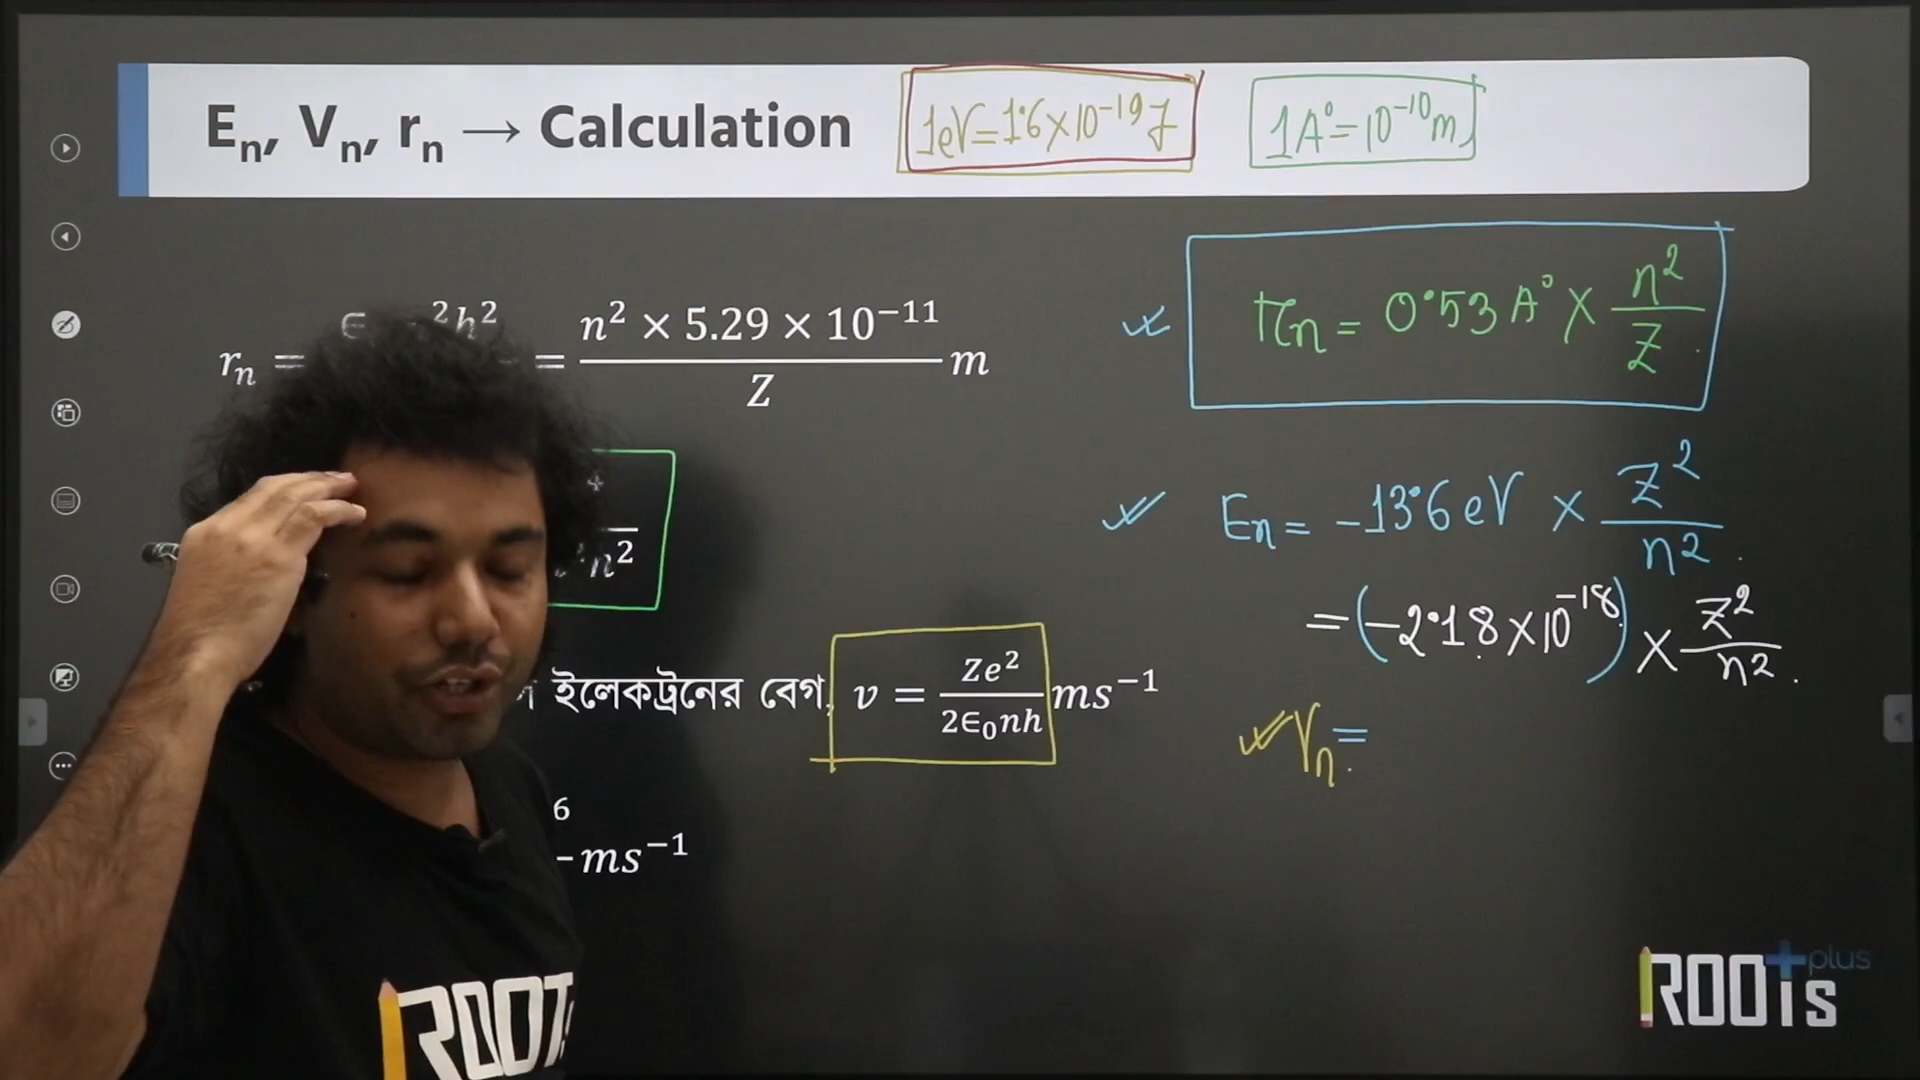 Eₙ, Vₙ, rₙ → Calculation
1eV=1.6×10⁻¹⁹J
1A°=10⁻¹⁰m
rₙ = ²h² = n² × 5.29 × 10⁻¹¹ / Z m
rₙ = 0.53 A° × n²/Z
n²
Eₙ = -13.6 eV × Z²/n²
= (-2.18×10⁻¹⁸) × Z²/n²
ইলেকট্রনের বেগ, v = Ze²/2∈₀nh ms⁻¹
Vₙ =
6
ms⁻¹
ROOTS plus
ROOTS